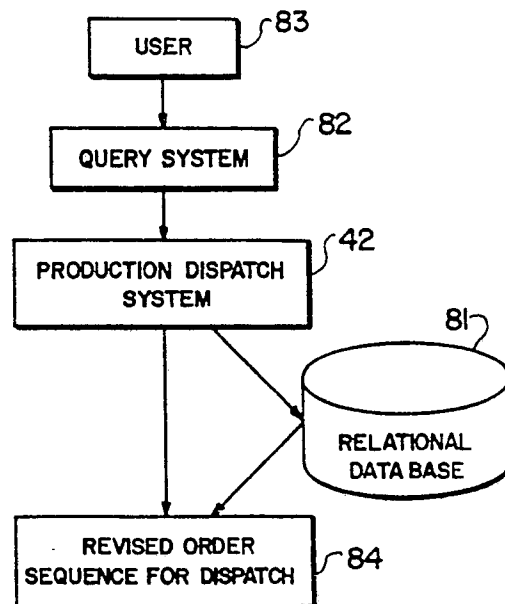 USER
83
QUERY SYSTEM
82
PRODUCTION DISPATCH
SYSTEM
42
81
RELATIONAL
DATA BASE
REVISED ORDER
SEQUENCE FOR DISPATCH
84